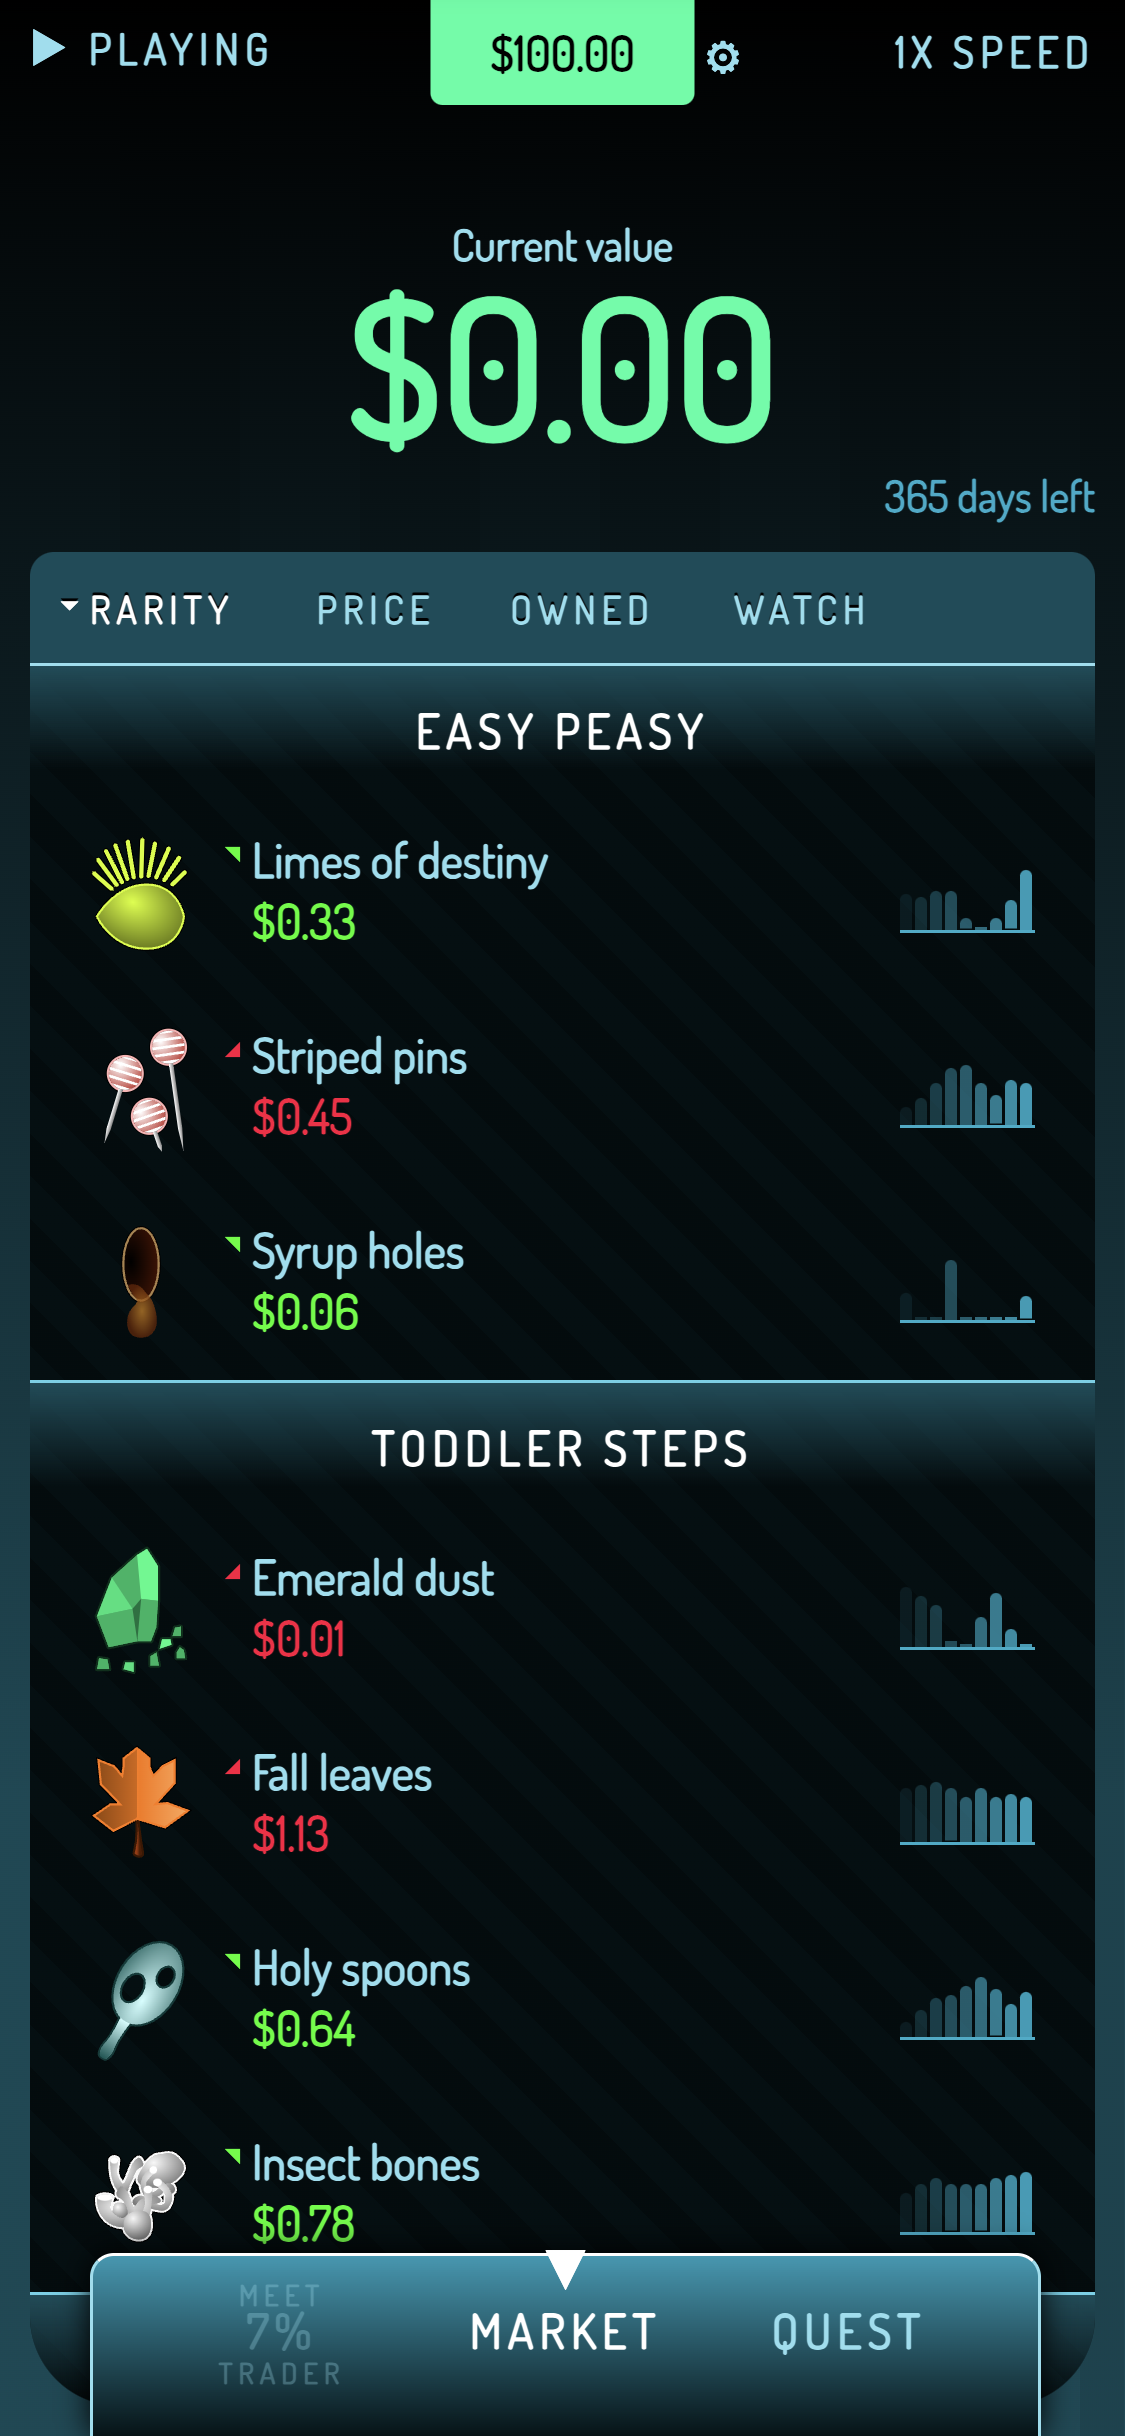 PLAYING
$100.00
1X SPEED
Current value
$0.00
365 days left
RARITY PRICE OWNED WATCH
EASY PEASY
Limes of destiny
$0.33
Striped pins
$0.45
Syrup holes
$0.06
TODDLER STEPS
Emerald dust
$0.01
Fall leaves
$1.13
Holy spoons
$0.64
Insect bones
$0.78
MEET
7%
TRADER
MARKET
QUEST